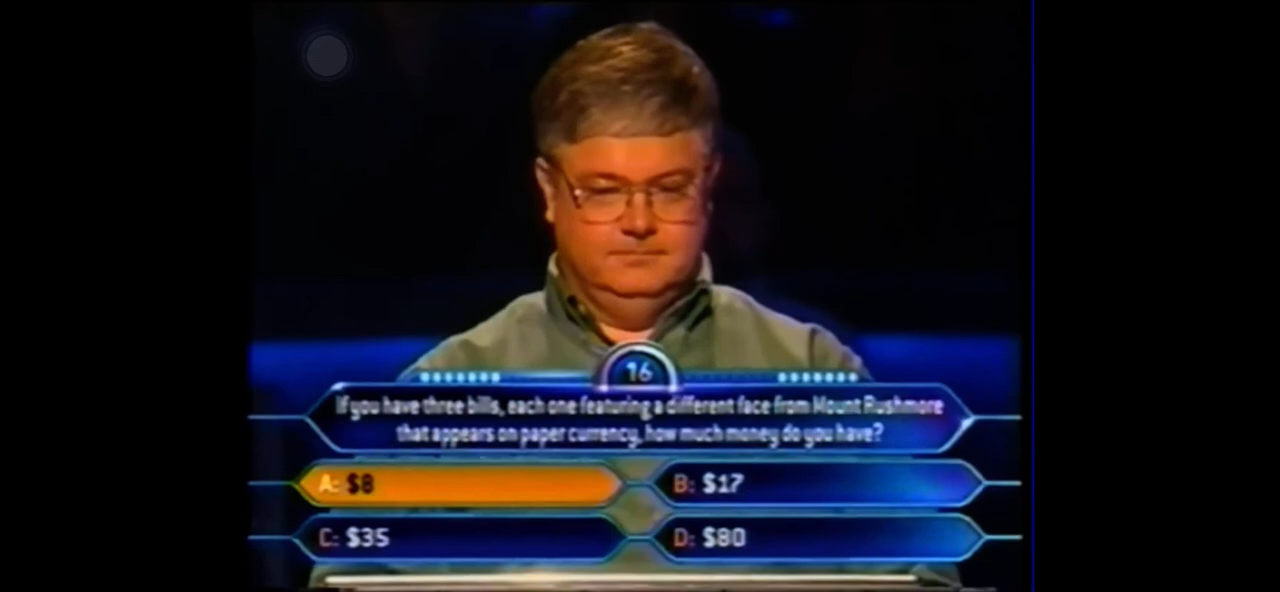 16
If you have three bills, each one featuring a different face from Mount Rushmore
that appears on paper currency, how much money do you have?
A: $8
B: $17
C: $35
D: $80